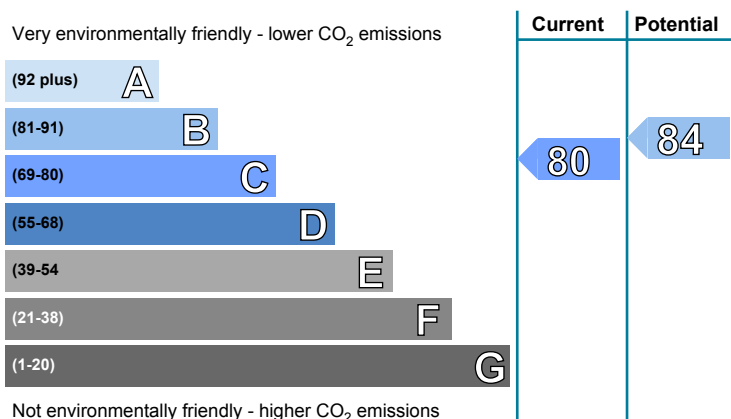 Very environmentally friendly - lower CO2 emissions
Current Potential
(92 plus) A
(81-91) B
(69-80) C
(55-68) D
(39-54 E
(21-38) F
(1-20) G
80
84
Not environmentally friendly - higher CO2 emissions